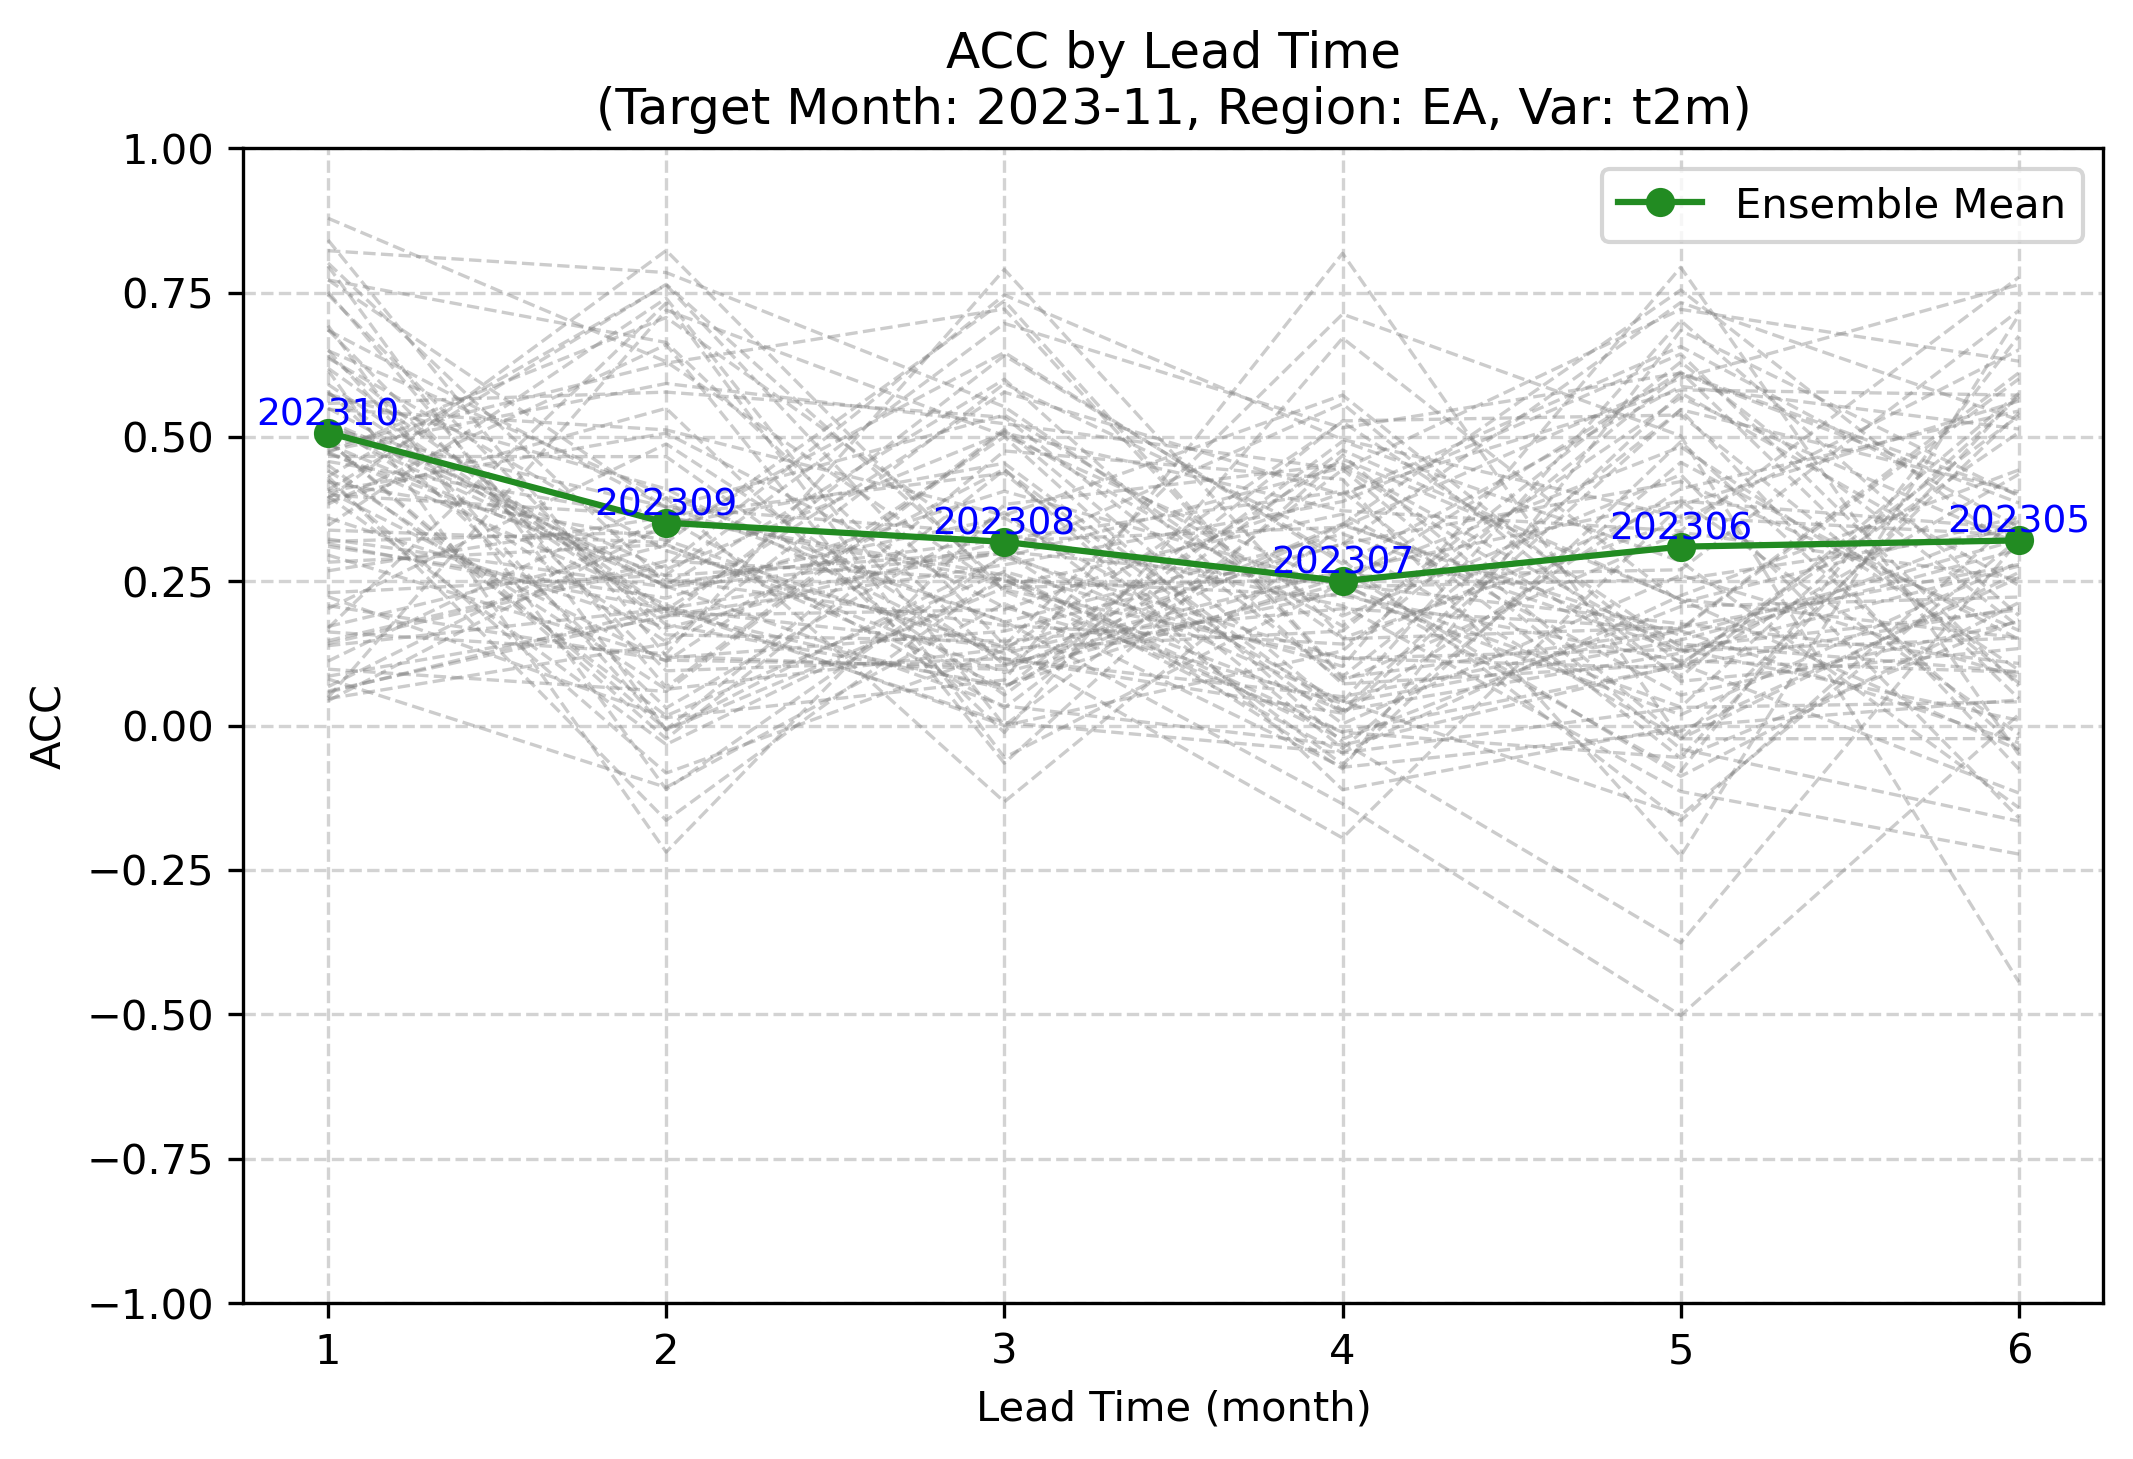 ACC by Lead Time
(Target Month: 2023-11, Region: EA, Var: t2m)
Ensemble Mean
1.00
0.75
0.50
0.25
0.00
−0.25
−0.50
−0.75
−1.00
ACC
202310
202309
202308
202307
202306
202305
1 2 3 4 5 6
Lead Time (month)